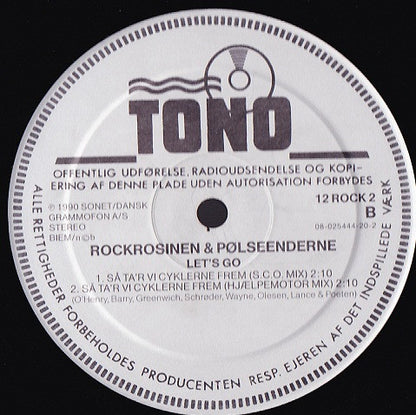 TONO
OFFENTLIG UDFØRELSE, RADIOUDSENDELSE OG KOPI-
ERING AF DENNE PLADE UDEN AUTORISATION FORBYDES
℗ 1990 SONET/DANSK
GRAMMOFON A/S
STEREO
BIEM/n©b
12 ROCK 2
B
08-025444-20-2
ROCKROSINEN & PØLSEENDERNE
LET'S GO
1. SÅ TA'R VI CYKLERNE FREM (S.C.O. MIX) 2:10
2. SÅ TA'R VI CYKLERNE FREM (HJÆLPEMOTOR MIX) 2:10
(O'Henry, Barry, Greenwich, Schrøder, Wayne, Olesen, Lance & Poeten)
ALLE RETTIGHEDER FORBEHOLDES PRODUCENTEN RESP. EJEREN AF DET INDSPILLEDE VÆRK